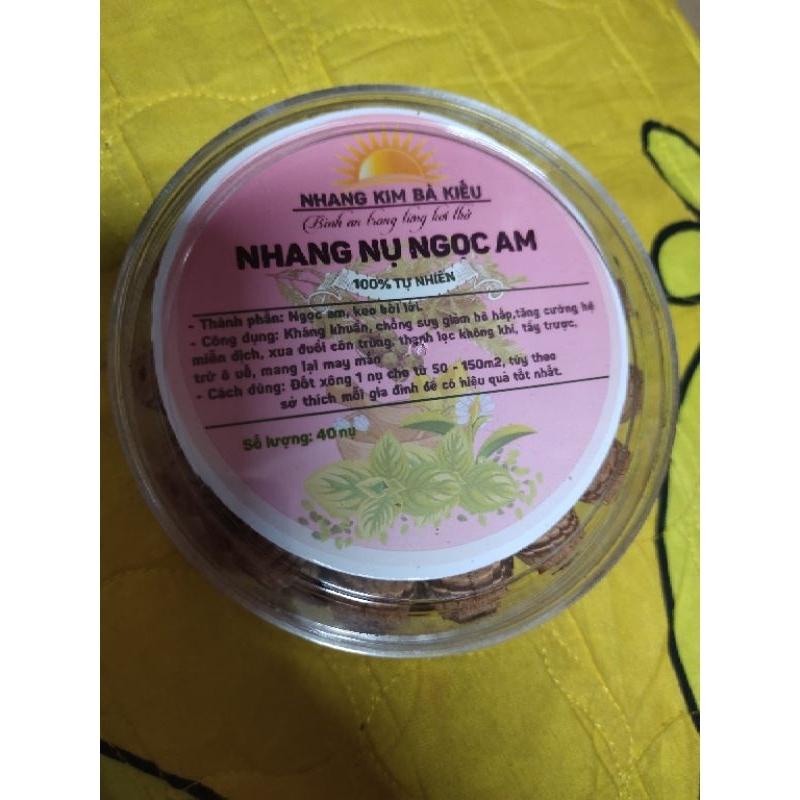 NHANG KIM BÀ KIỀU
Bình an trong từng hơi thở
NHANG NỤ NGỌC AM
100% TỰ NHIÊN
- Thành phần: Ngọc am, keo bời lời.
- Công dụng: Kháng khuẩn, chống suy giảm hô hấp,tăng cường hệ
miễn dịch, xua đuổi côn trùng, thanh lọc không khí, tẩy trược,
trừ ô uế, mang lại may mắn
- Cách dùng: Đốt xông 1 nụ cho từ 50 - 150m2, tùy theo
sở thích mỗi gia đình để có hiệu quả tốt nhất.
Số lượng: 40 nụ